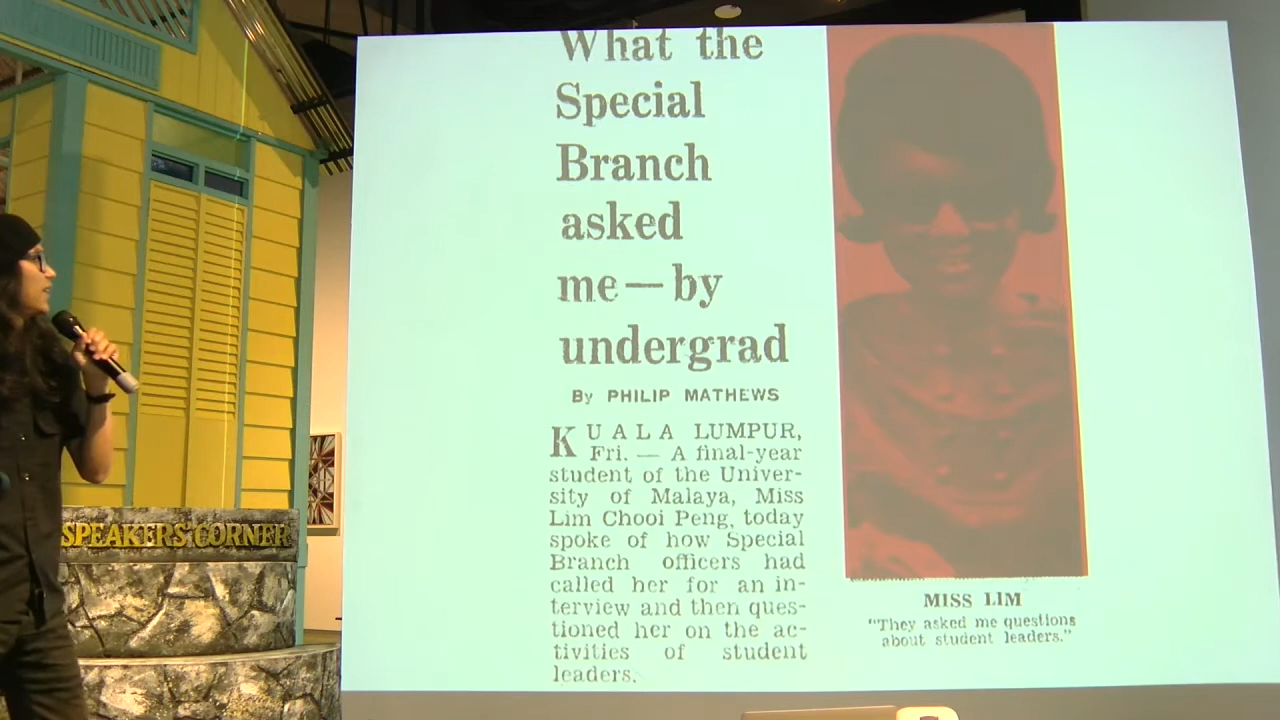 What the
Special
Branch
asked
me — by
undergrad
By PHILIP MATHEWS
KUALA LUMPUR,
Fri. — A final-year
student of the Univer-
sity of Malaya, Miss
Lim Chooi Peng, today
spoke of how Special
Branch officers had
called her for an in-
terview and then ques-
tioned her on the ac-
tivities of student
leaders.
MISS LIM
"They asked me questions
about student leaders."
SPEAKERS' CORNER